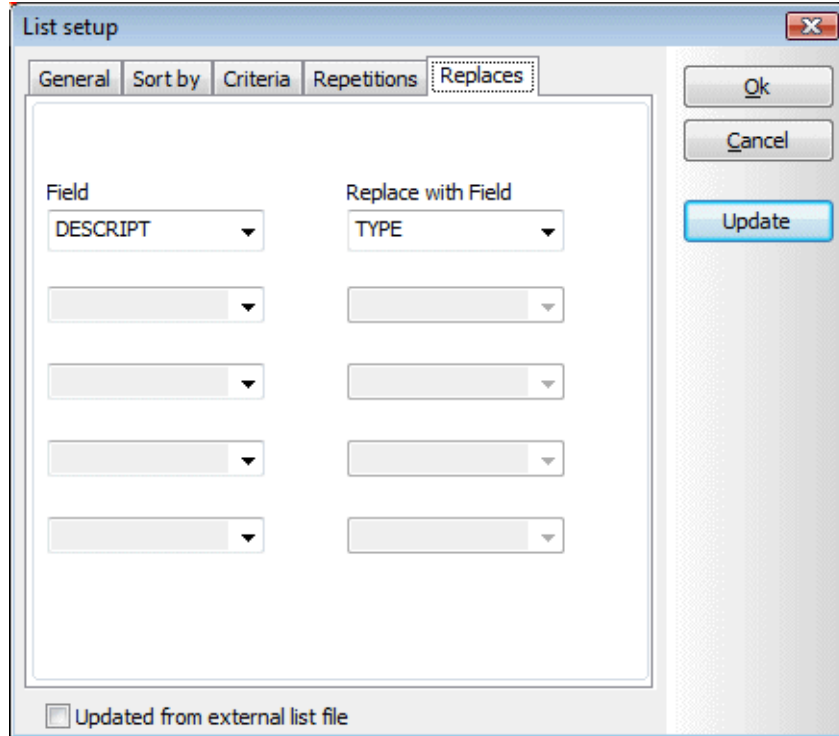 List setup
General Sort by Criteria Repetitions Replaces
Ok
Cancel
Update
Field Replace with Field
DESCRIPT TYPE
Updated from external list file